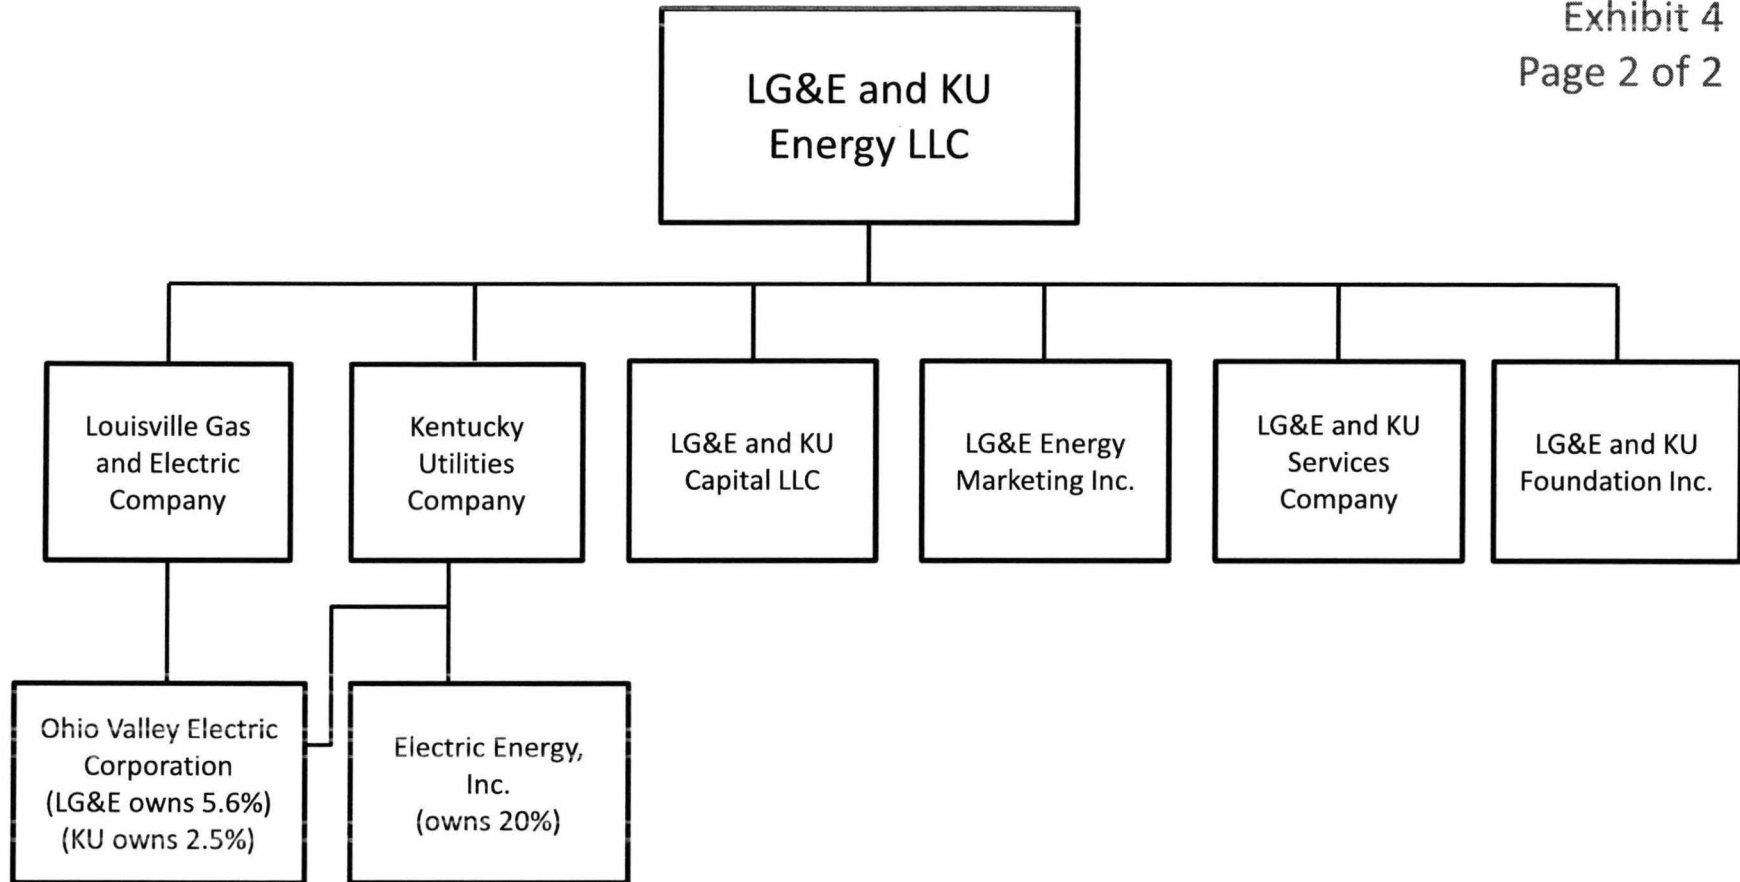 Exhibit 4
Page 2 of 2
LG&E and KU
Energy LLC
Louisville Gas
and Electric
Company
Kentucky
Utilities
Company
LG&E and KU
Capital LLC
LG&E Energy
Marketing Inc.
LG&E and KU
Services
Company
LG&E and KU
Foundation Inc.
Ohio Valley Electric
Corporation
(LG&E owns 5.6%)
(KU owns 2.5%)
Electric Energy,
Inc.
(owns 20%)